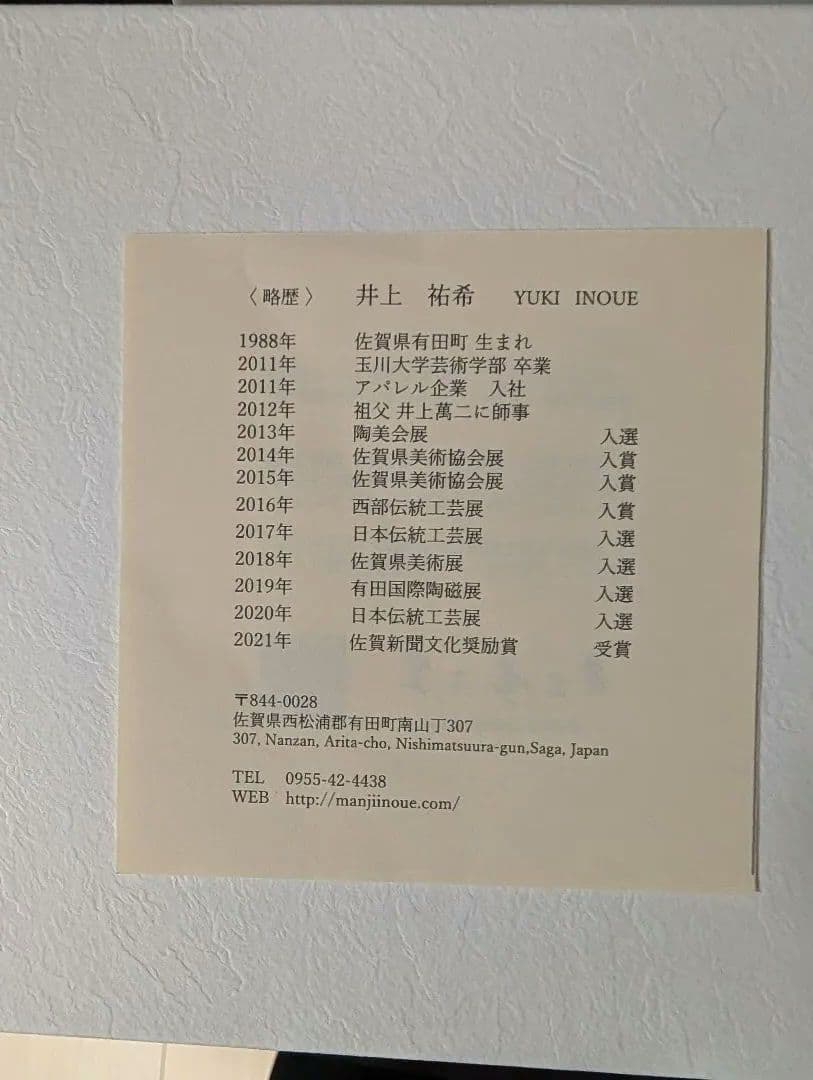 〈 略歴 〉 井上 祐希 YUKI INOUE
1988年 佐賀県有田町 生まれ
2011年 玉川大学芸術学部 卒業
2011年 アパレル企業 入社
2012年 祖父 井上萬二に師事
2013年 陶美会展 入選
2014年 佐賀県美術協会展 入賞
2015年 佐賀県美術協会展 入賞
2016年 西部伝統工芸展 入賞
2017年 日本伝統工芸展 入選
2018年 佐賀県美術展 入選
2019年 有田国際陶磁展 入選
2020年 日本伝統工芸展 入選
2021年 佐賀新聞文化奨励賞 受賞
〒844-0028
佐賀県西松浦郡有田町南山丁307
307, Nanzan, Arita-cho, Nishimatsuura-gun,Saga, Japan
TEL 0955-42-4438
WEB http://manjiinoue.com/